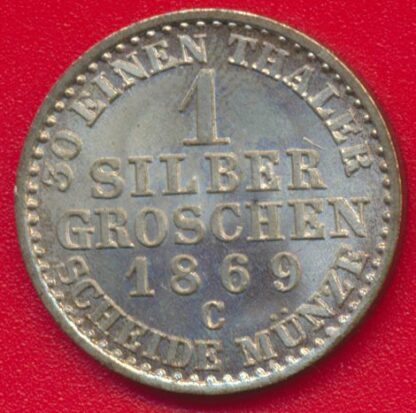 30 EINEN THALER
1
SILBER
GROSCHEN
1869
C
SCHEIDE MÜNZE